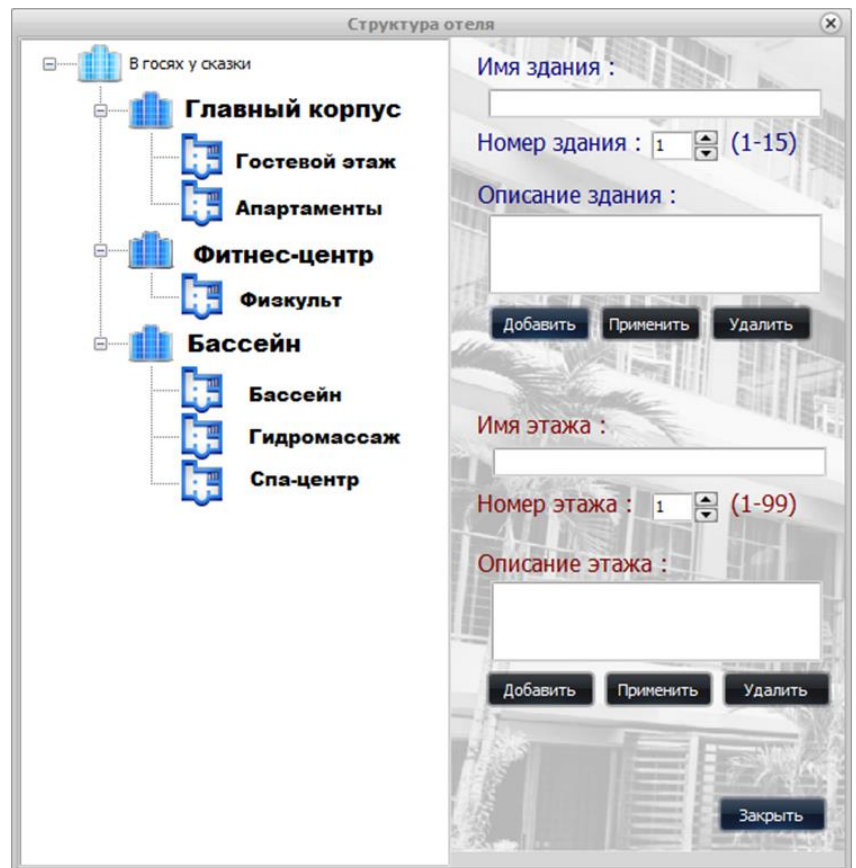 Структура отеля
В госях у сказки
Главный корпус
Гостевой этаж
Апартаменты
Фитнес-центр
Физкульт
Бассейн
Бассейн
Гидромассаж
Спа-центр
Имя здания :
Номер здания : 1 (1-15)
Описание здания :
Добавить Применить Удалить
Имя этажа :
Номер этажа : 1 (1-99)
Описание этажа :
Добавить Применить Удалить
Закрыть